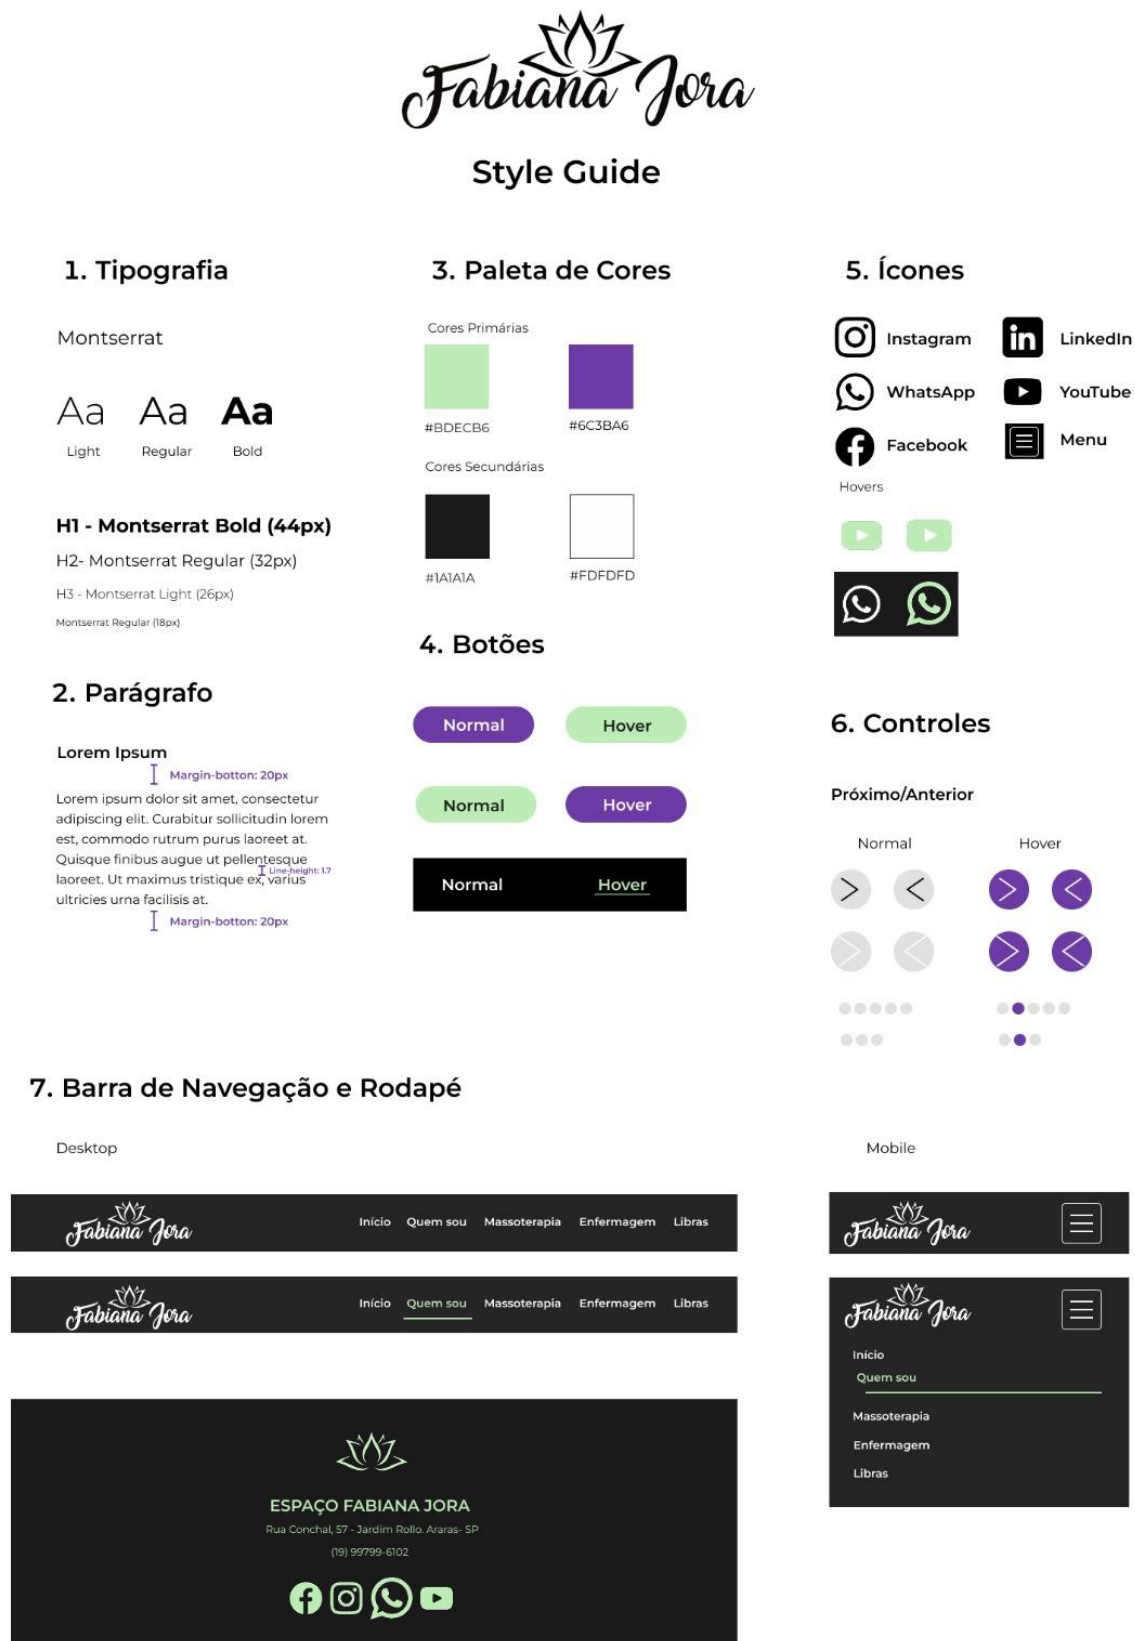 Fabiana Jora
Style Guide
1. Tipografia
Montserrat
Aa Aa Aa
Light Regular Bold
H1 - Montserrat Bold (44px)
H2- Montserrat Regular (32px)
H3 - Montserrat Light (26px)
Montserrat Regular (18px)
2. Parágrafo
Lorem Ipsum
Margin-botton: 20px
Lorem ipsum dolor sit amet, consectetur
adipiscing elit. Curabitur sollicitudin lorem
est, commodo rutrum purus laoreet at.
Quisque finibus augue ut pellentesque
Line-height: 1.7
laoreet. Ut maximus tristique ex, varius
ultricies urna facilisis at.
Margin-botton: 20px
3. Paleta de Cores
Cores Primárias
#BDECB6 #6C3BA6
Cores Secundárias
#1A1A1A #FDFDFD
4. Botões
Normal Hover
Normal Hover
Normal Hover
5. Ícones
Instagram LinkedIn
WhatsApp YouTube
Facebook Menu
Hovers
6. Controles
Próximo/Anterior
Normal Hover
7. Barra de Navegação e Rodapé
Desktop
Fabiana Jora Início Quem sou Massoterapia Enfermagem Libras
Fabiana Jora Início Quem sou Massoterapia Enfermagem Libras
ESPAÇO FABIANA JORA
Rua Conchal, 57 - Jardim Rollo. Araras- SP
(19) 99799-6102
Mobile
Fabiana Jora
Fabiana Jora
Início
Quem sou
Massoterapia
Enfermagem
Libras